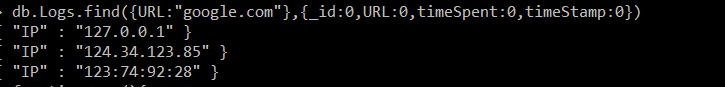 > db.Logs.find({URL:"google.com"},{_id:0,URL:0,timeSpent:0,timeStamp:0})
"IP" : "127.0.0.1" }
"IP" : "124.34.123.85" }
"IP" : "123:74:92:28" }